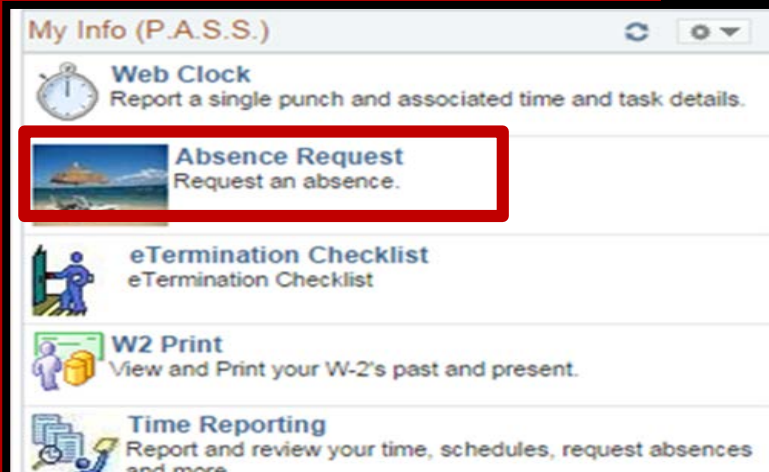 My Info (P.A.S.S.)
Web Clock
Report a single punch and associated time and task details.
Absence Request
Request an absence.
eTermination Checklist
eTermination Checklist
W2 Print
View and Print your W-2's past and present.
Time Reporting
Report and review your time, schedules, request absences
and more